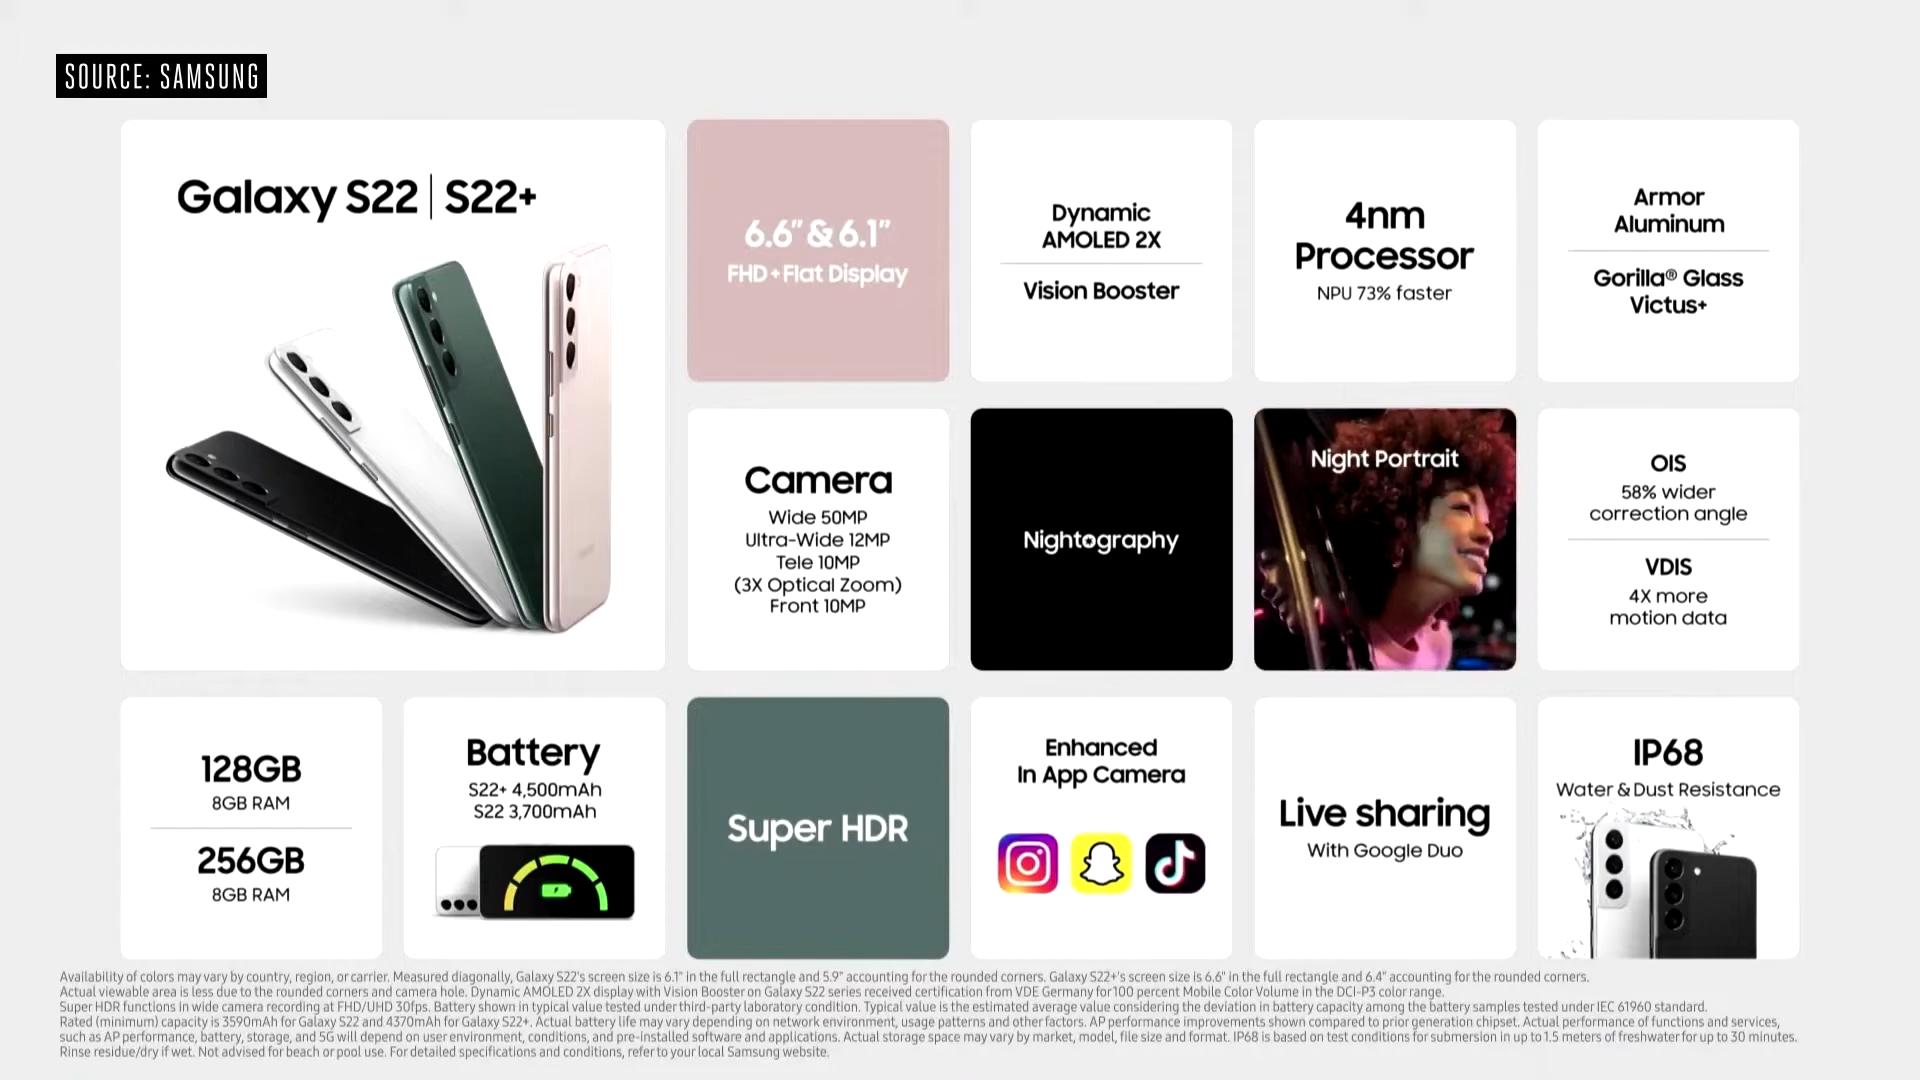 SOURCE: SAMSUNG
Galaxy S22 | S22+
6.6” & 6.1”
FHD+ Flat Display
Dynamic
AMOLED 2X
Vision Booster
4nm
Processor
NPU 73% faster
Armor
Aluminum
Gorilla® Glass
Victus+
Camera
Wide 50MP
Ultra-Wide 12MP
Tele 10MP
(3X Optical Zoom)
Front 10MP
Nightography
Night Portrait
OIS
58% wider
correction angle
VDIS
4X more
motion data
128GB
8GB RAM
256GB
8GB RAM
Battery
S22+ 4,500mAh
S22 3,700mAh
Super HDR
Enhanced
In App Camera
Live sharing
With Google Duo
IP68
Water & Dust Resistance
Availability of colors may vary by country, region, or carrier. Measured diagonally, Galaxy S22's screen size is 6.1" in the full rectangle and 5.9" accounting for the rounded corners. Galaxy S22+'s screen size is 6.6" in the full rectangle and 6.4" accounting for the rounded corners.
Actual viewable area is less due to the rounded corners and camera hole. Dynamic AMOLED 2X display with Vision Booster on Galaxy S22 series received certification from VDE Germany for 100 percent Mobile Color Volume in the DCI-P3 color range.
Super HDR functions in wide camera recording at FHD/UHD 30fps. Battery shown in typical value tested under third-party laboratory condition. Typical value is the estimated average value considering the deviation in battery capacity among the battery samples tested under IEC 61960 standard.
Rated (minimum) capacity is 3590mAh for Galaxy S22 and 4370mAh for Galaxy S22+. Actual battery life may vary depending on network environment, usage patterns and other factors. AP performance improvements shown compared to prior generation chipset. Actual performance of functions and services,
such as AP performance, battery, storage, and 5G will depend on user environment, conditions, and pre-installed software and applications. Actual storage space may vary by market, model, file size and format. IP68 is based on test conditions for submersion in up to 1.5 meters of freshwater for up to 30 minutes.
Rinse residue/dry if wet. Not advised for beach or pool use. For detailed specifications and conditions, refer to your local Samsung website.